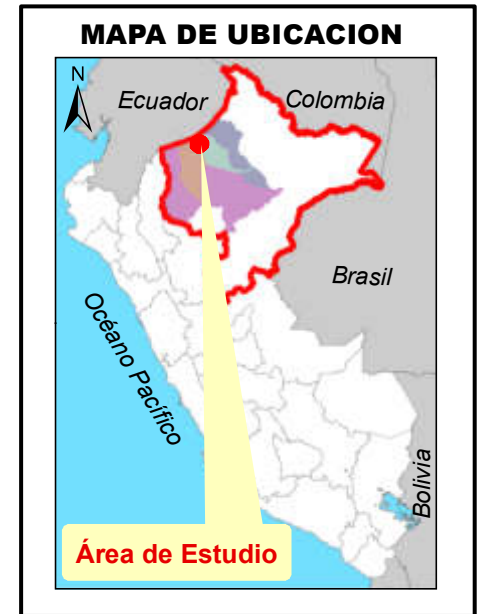 MAPA DE UBICACION
N
Ecuador
Colombia
Brasil
Océano Pacífico
Bolivia
Área de Estudio